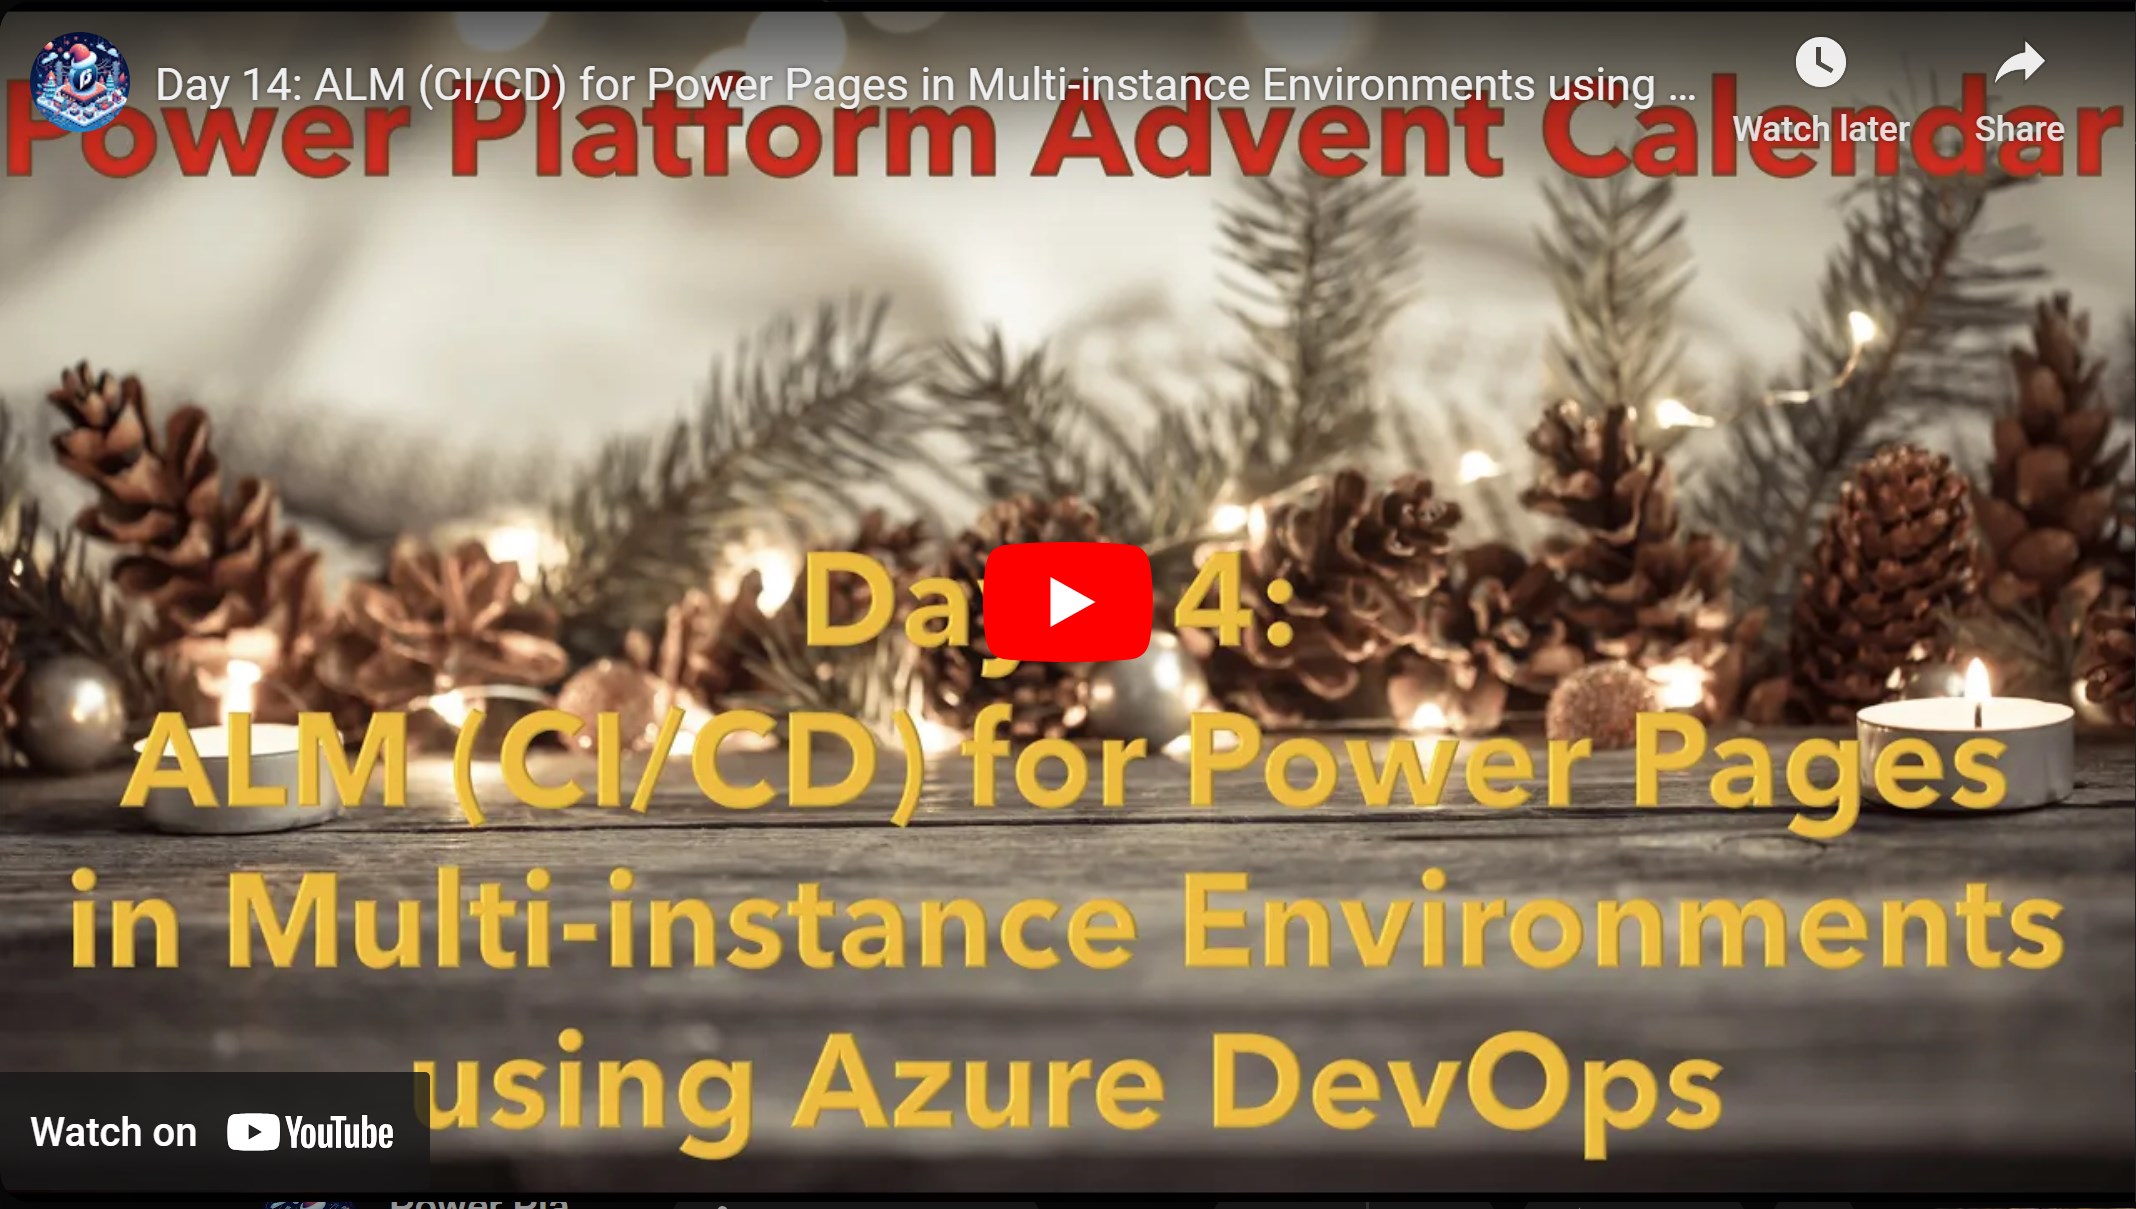 Day 14: ALM (CI/CD) for Power Pages in Multi-instance Environments using ...
Watch later
Share
Power Platform Advent Calendar
Day 4:
ALM (CI/CD) for Power Pages
in Multi-instance Environments
using Azure DevOps
Watch on YouTube